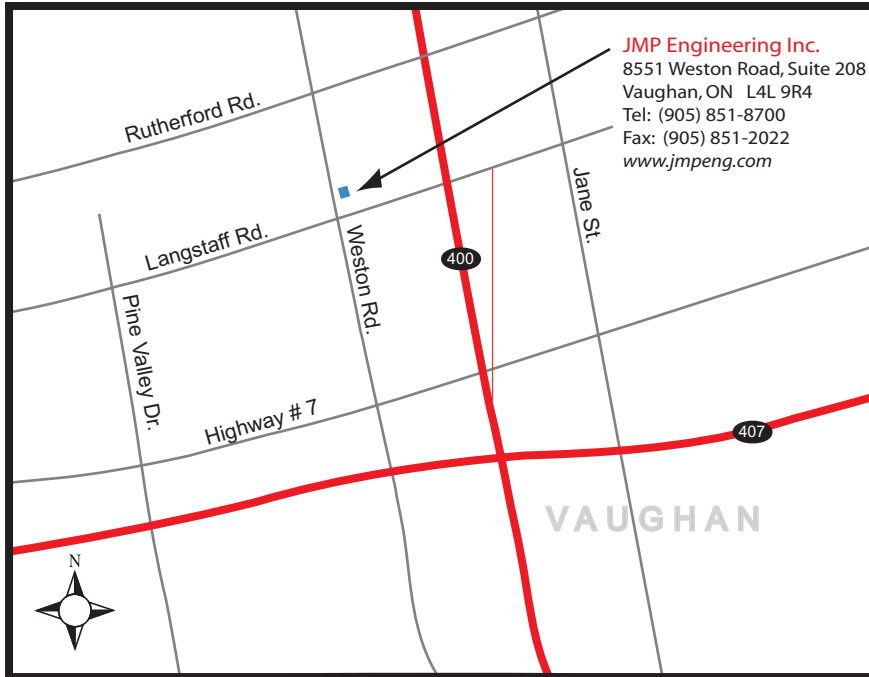 JMP Engineering Inc.
8551 Weston Road, Suite 208
Vaughan, ON L4L 9R4
Tel: (905) 851-8700
Fax: (905) 851-2022
www.jmpeng.com
Rutherford Rd.
Jane St.
Langstaff Rd.
Weston Rd.
400
Pine Valley Dr.
Highway # 7
407
VAUGHAN
N